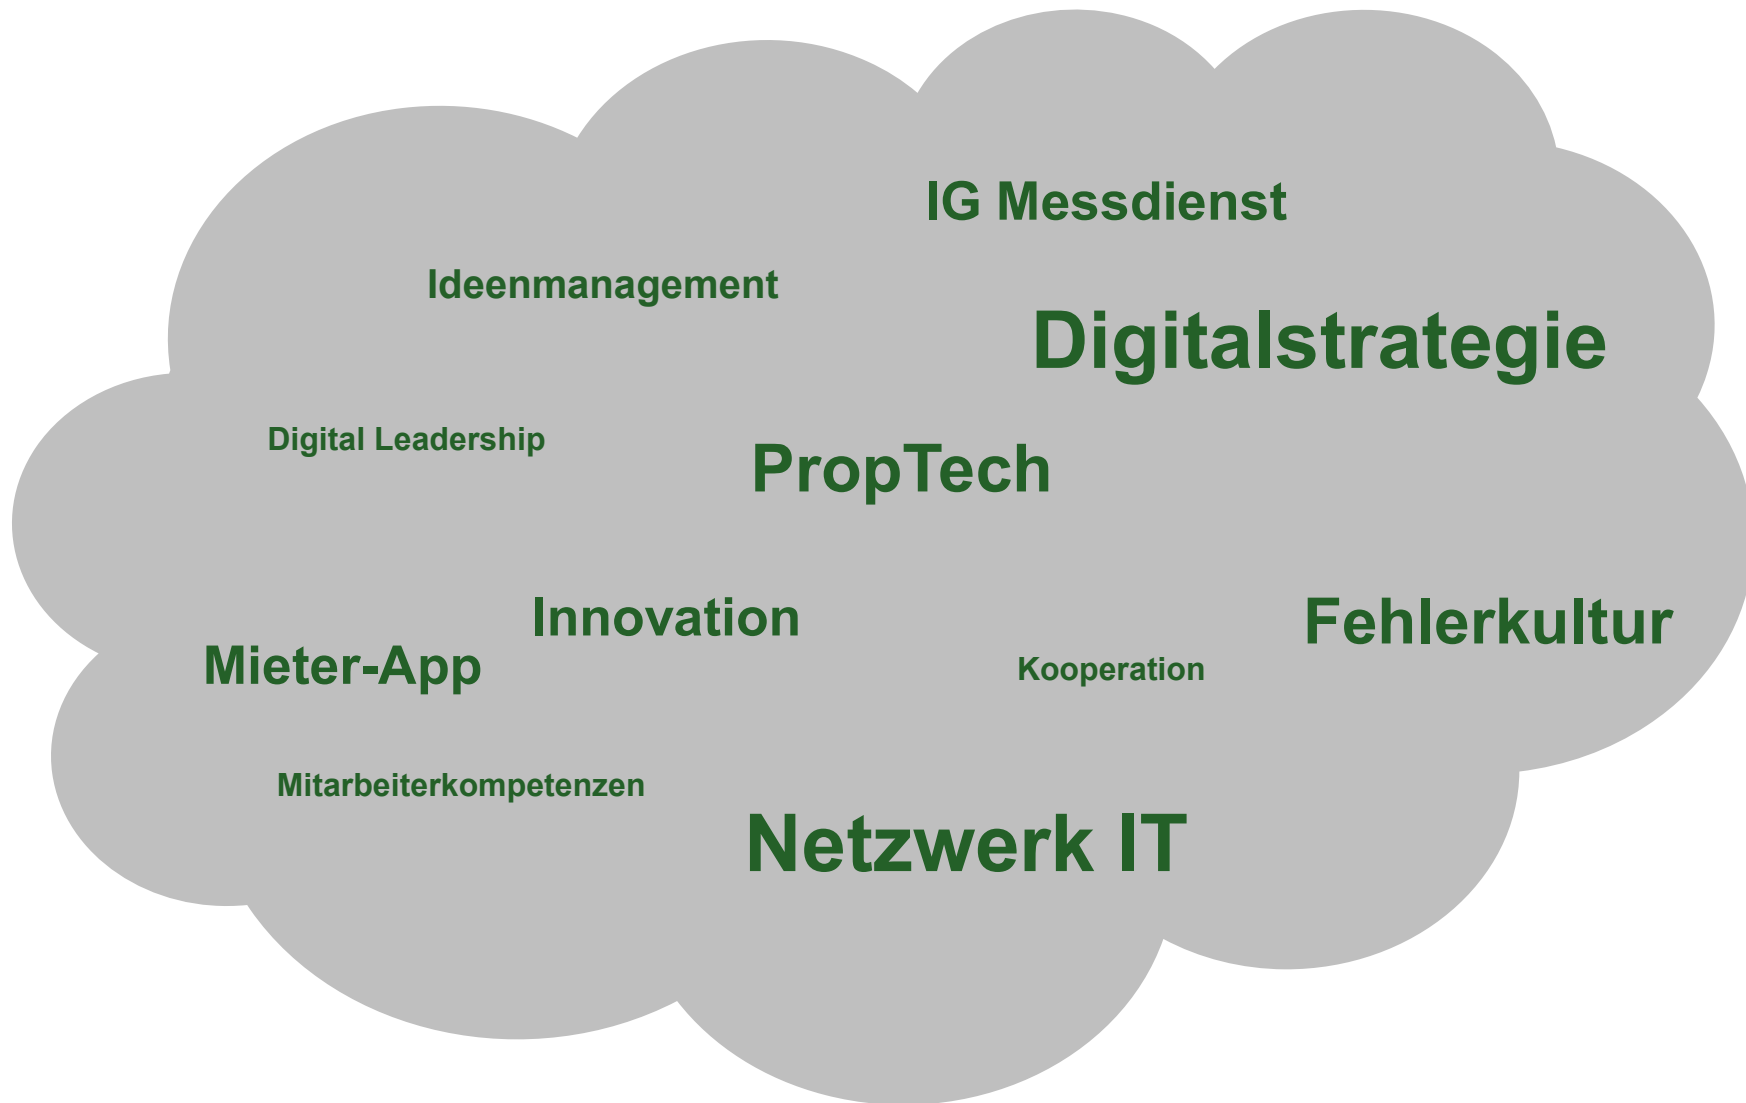 IG Messdienst
Ideenmanagement
Digitalstrategie
Digital Leadership
PropTech
Innovation
Fehlerkultur
Mieter-App
Kooperation
Mitarbeiterkompetenzen
Netzwerk IT